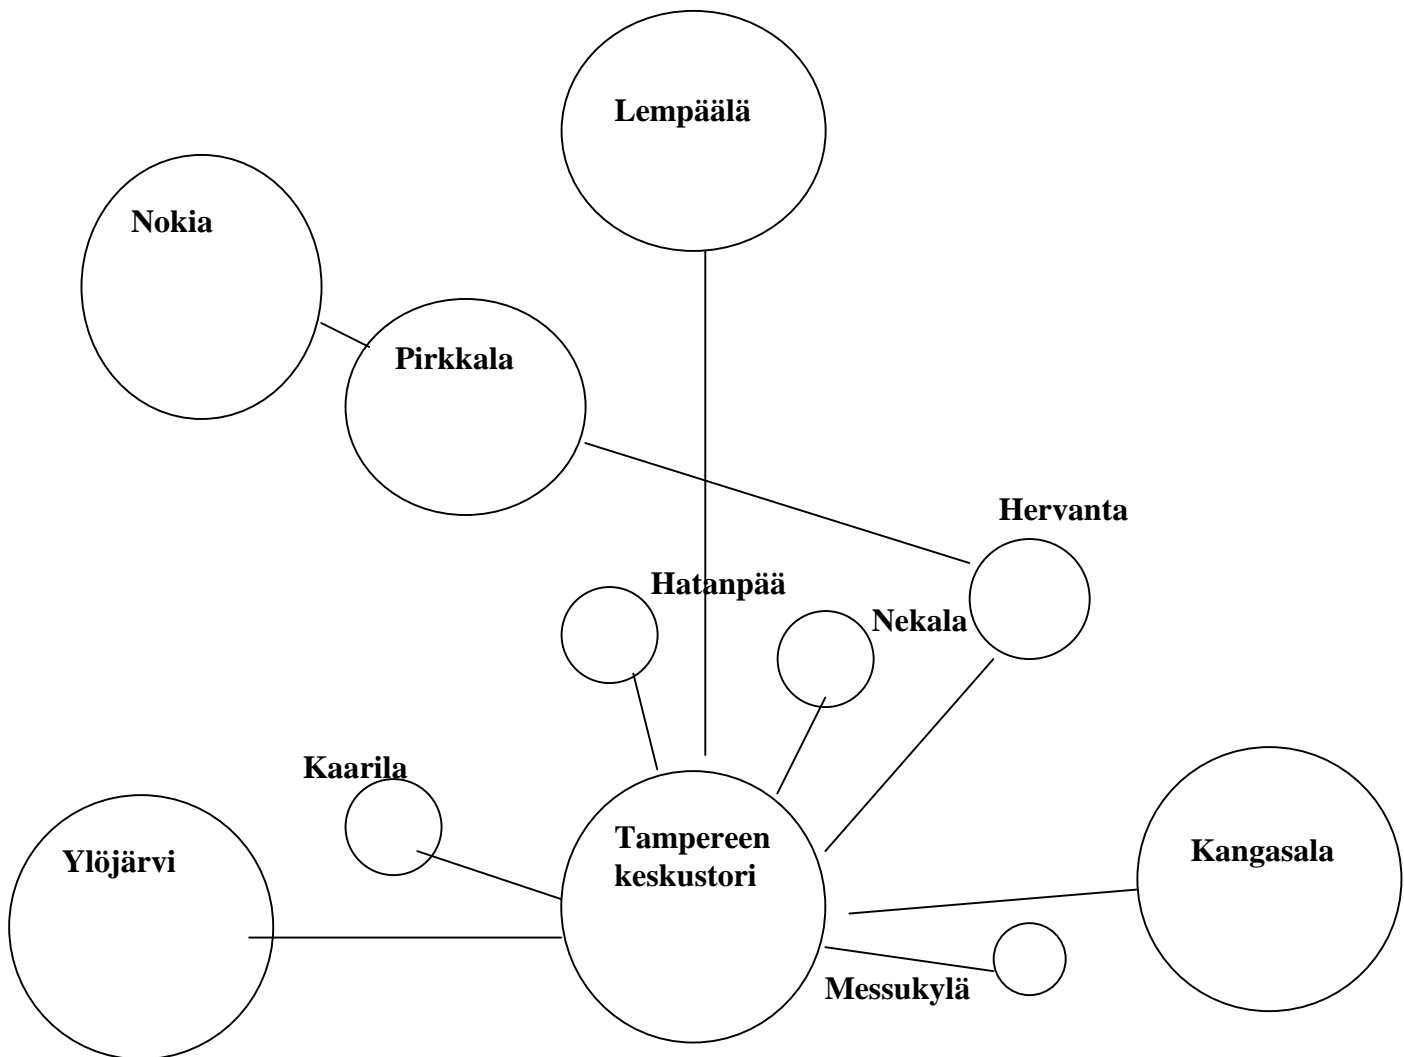 Lempäälä
Nokia
Pirkkala
Hervanta
Hatanpää
Nekala
Kaarila
Ylöjärvi
Tampereen
keskustori
Kangasala
Messukylä